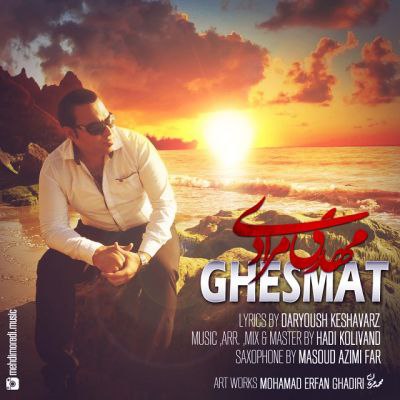 مهدی مرادی
GHESMAT
LYRICS BY DARYOUSH KESHAVARZ
MUSIC ,ARR. ,MIX & MASTER BY HADI KOLIVAND
SAXOPHONE BY MASOUD AZIMI FAR
ART WORKS MOHAMAD ERFAN GHADIRI
mehdimoradi.music